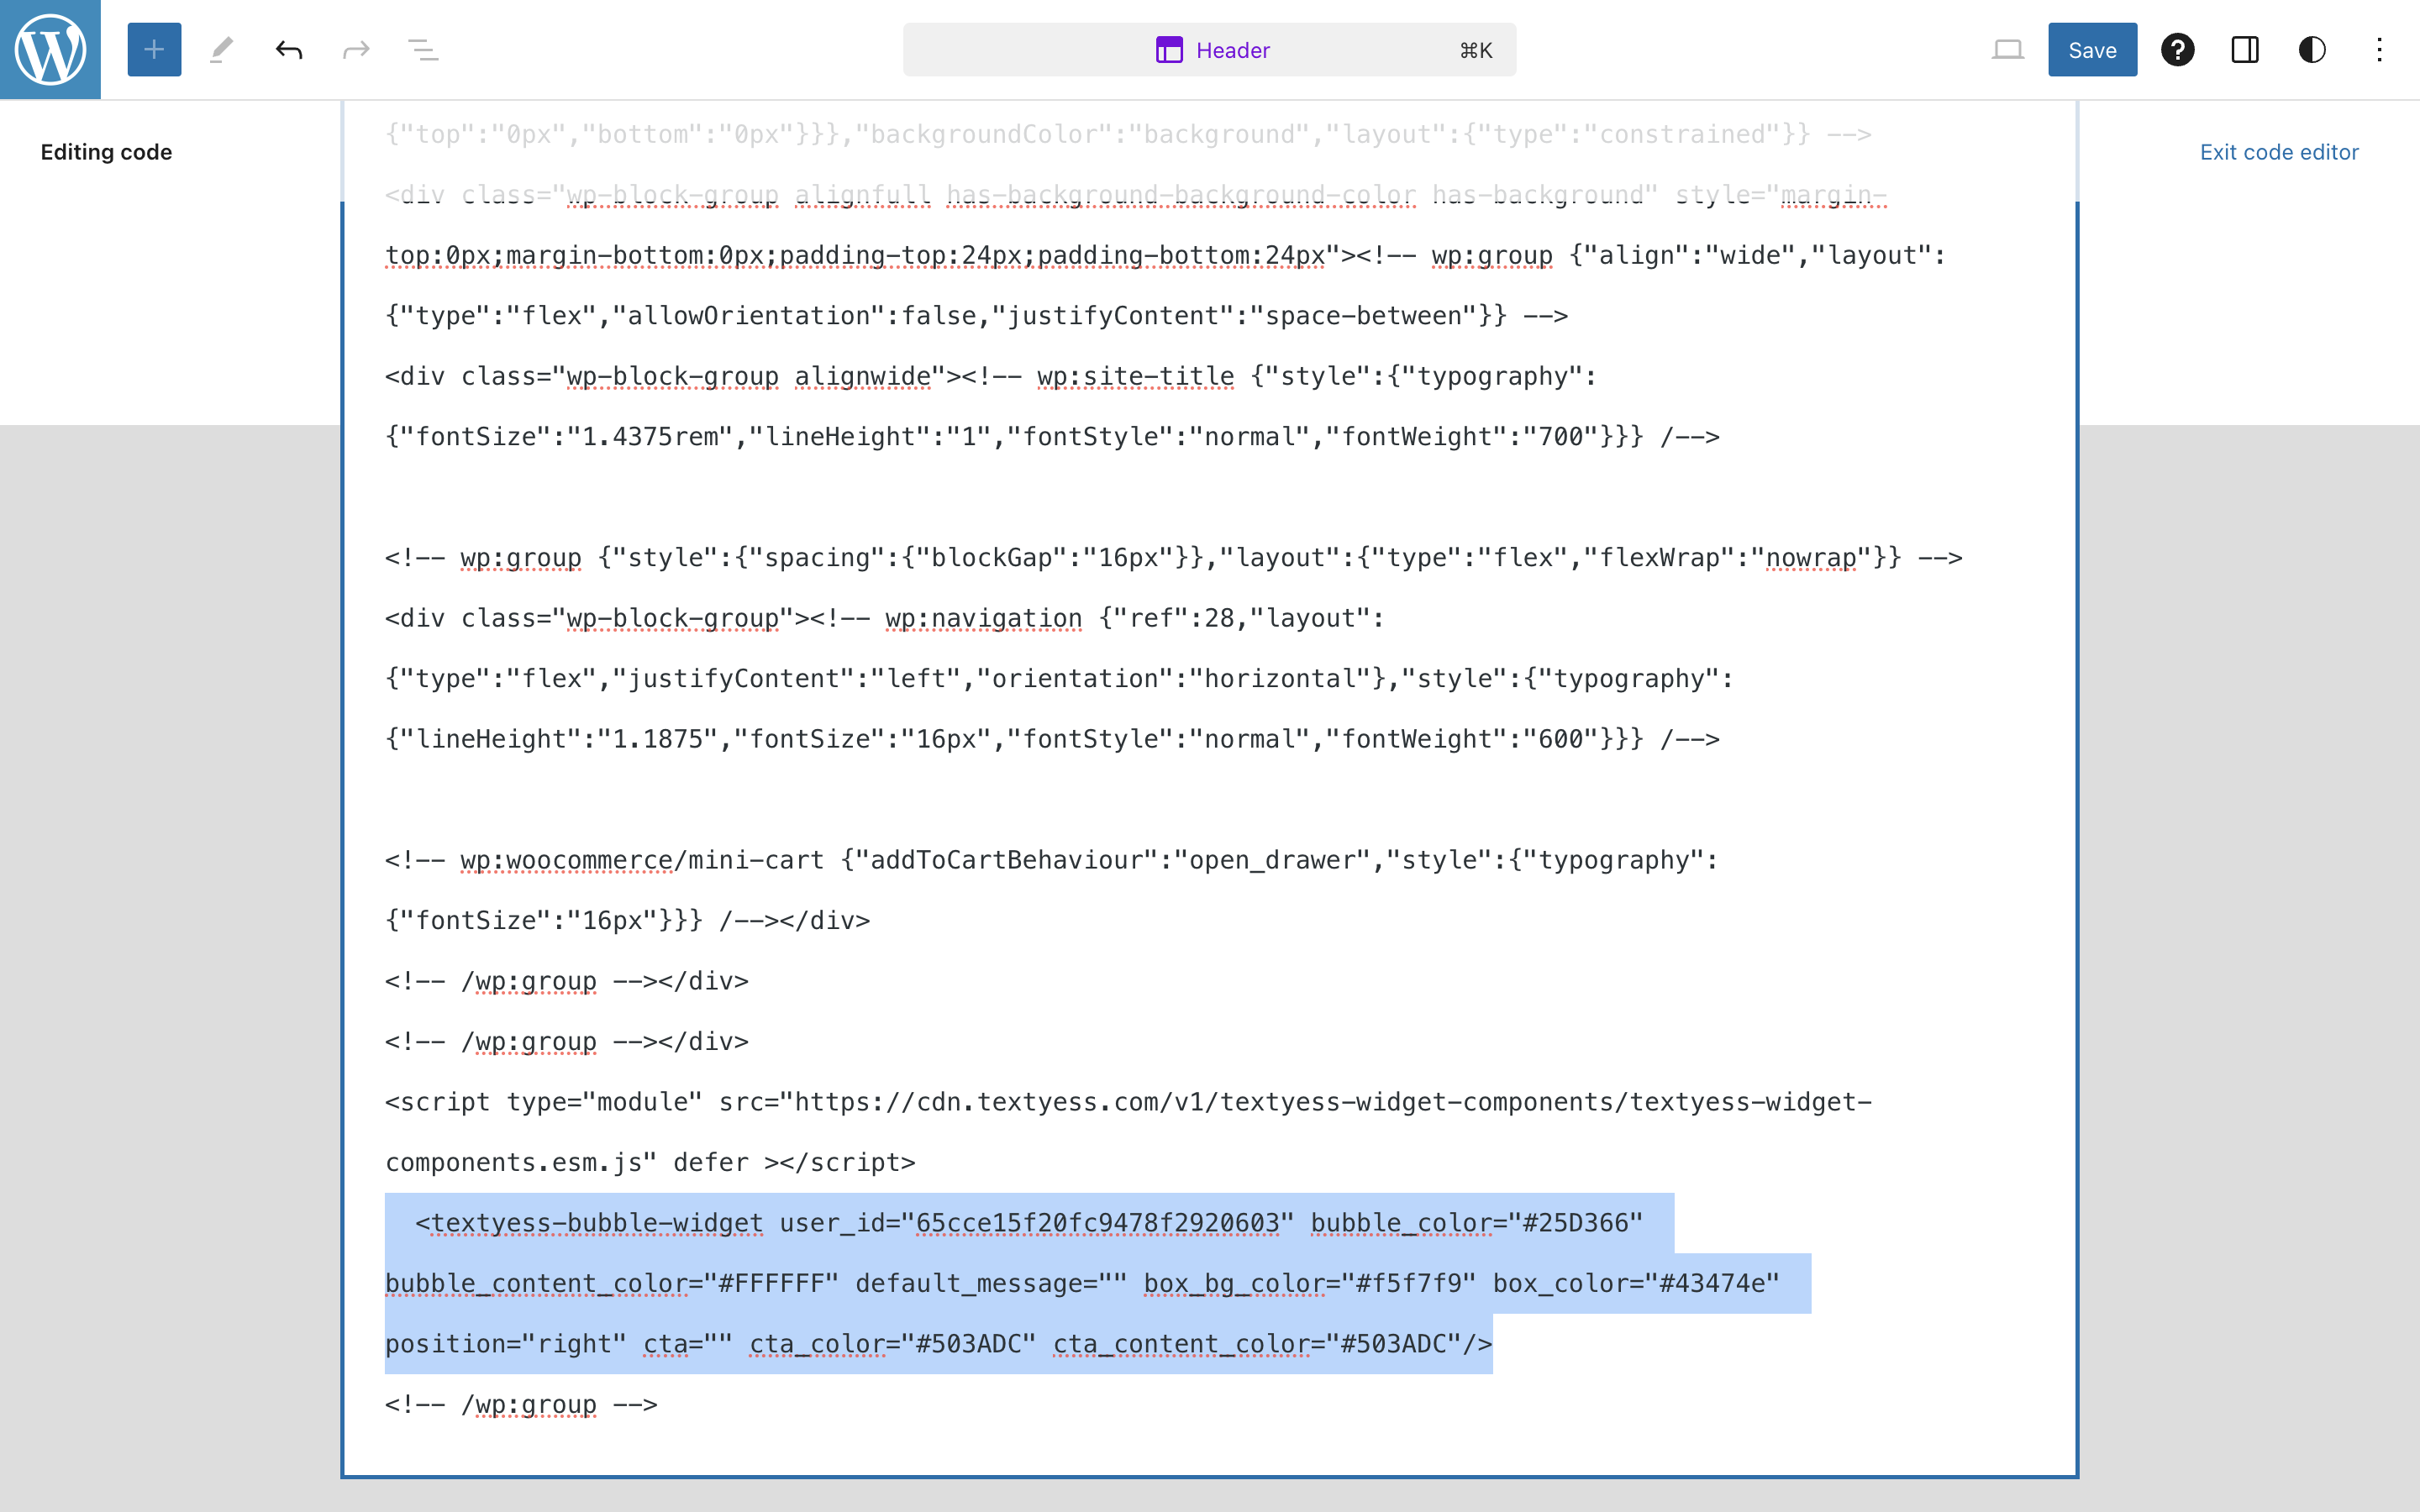 Header
⌘K
Save
Editing code
Exit code editor
{"top":"0px","bottom":"0px"}}},"backgroundColor":"background","layout":{"type":"constrained"}} -->
<div class="wp-block-group alignfull has-background-background-color has-background" style="margin-
top:0px;margin-bottom:0px;padding-top:24px;padding-bottom:24px"><!-- wp:group {"align":"wide","layout":
{"type":"flex","allowOrientation":false,"justifyContent":"space-between"}} -->
<div class="wp-block-group alignwide"><!-- wp:site-title {"style":{"typography":
{"fontSize":"1.4375rem","lineHeight":"1","fontStyle":"normal","fontWeight":"700"}}} /-->
<!-- wp:group {"style":{"spacing":{"blockGap":"16px"}},"layout":{"type":"flex","flexWrap":"nowrap"}} -->
<div class="wp-block-group"><!-- wp:navigation {"ref":28,"layout":
{"type":"flex","justifyContent":"left","orientation":"horizontal"},"style":{"typography":
{"lineHeight":"1.1875","fontSize":"16px","fontStyle":"normal","fontWeight":"600"}}} /-->
<!-- wp:woocommerce/mini-cart {"addToCartBehaviour":"open_drawer","style":{"typography":
{"fontSize":"16px"}}} /--></div>
<!-- /wp:group --></div>
<!-- /wp:group --></div>
<script type="module" src="https://cdn.textyess.com/v1/textyess-widget-components/textyess-widget-
components.esm.js" defer ></script>
<textyess-bubble-widget user_id="65cce15f20fc9478f2920603" bubble_color="#25D366"
bubble_content_color="#FFFFFF" default_message="" box_bg_color="#f5f7f9" box_color="#43474e"
position="right" cta="" cta_color="#503ADC" cta_content_color="#503ADC"/>
<!-- /wp:group -->